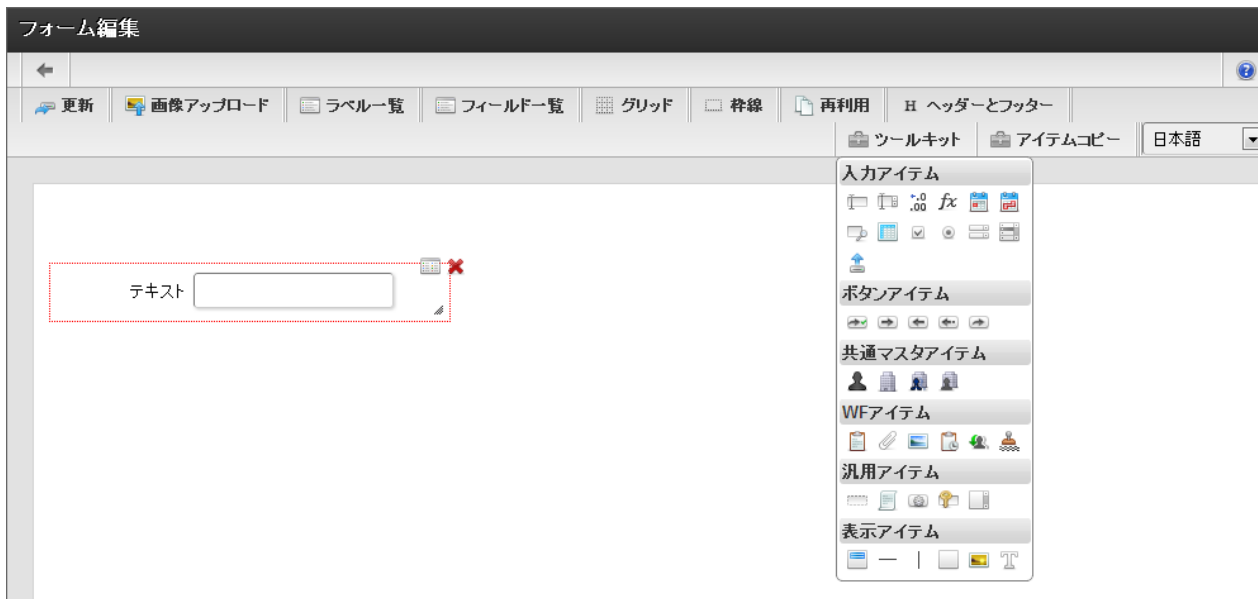 フォーム編集
更新 画像アップロード ラベル一覧 フィールド一覧 グリッド 枠線 再利用 H ヘッダーとフッター
ツールキット アイテムコピー 日本語
入力アイテム
←.0 .00 fx
テキスト
ボタンアイテム
共通マスタアイテム
WFアイテム
汎用アイテム
表示アイテム
T